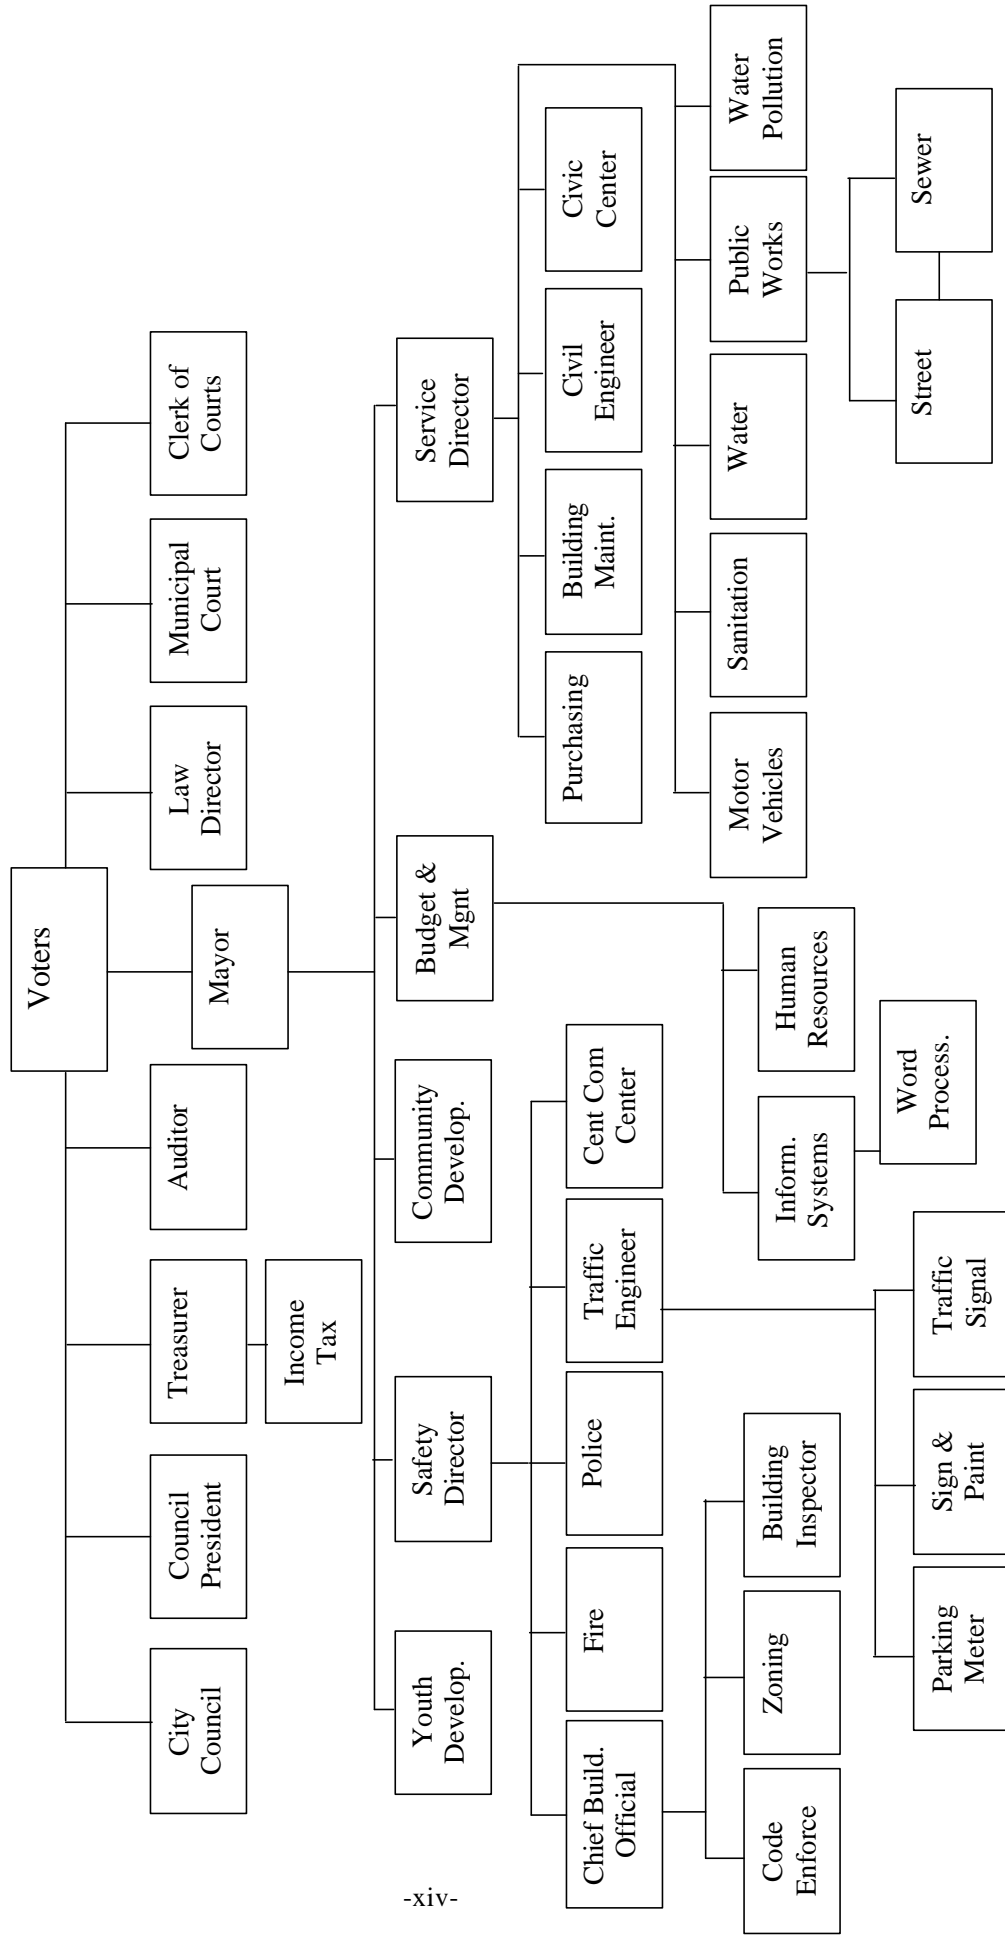 Voters
City
Council
Council
President
Treasurer
Auditor
Mayor
Law
Director
Municipal
Court
Clerk of
Courts
Income
Tax
Youth
Develop.
Safety
Director
Community
Develop.
Budget &
Mgnt
Service
Director
Chief Build.
Official
Fire
Police
Traffic
Engineer
Cent Com
Center
Purchasing
Building
Maint.
Civil
Engineer
Civic
Center
Code
Enforce
Zoning
Building
Inspector
Inform.
Systems
Human
Resources
Motor
Vehicles
Sanitation
Water
Public
Works
Water
Pollution
Word
Process.
Parking
Meter
Sign &
Paint
Traffic
Signal
Street
Sewer
-xiv-